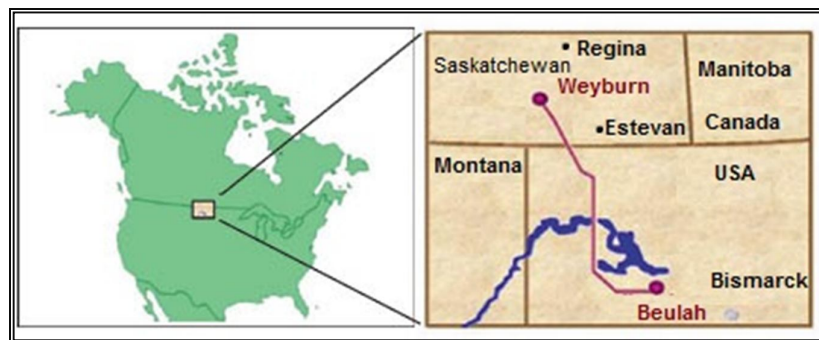 Regina
Saskatchewan
Manitoba
Weyburn
Estevan
Canada
Montana
USA
Bismarck
Beulah